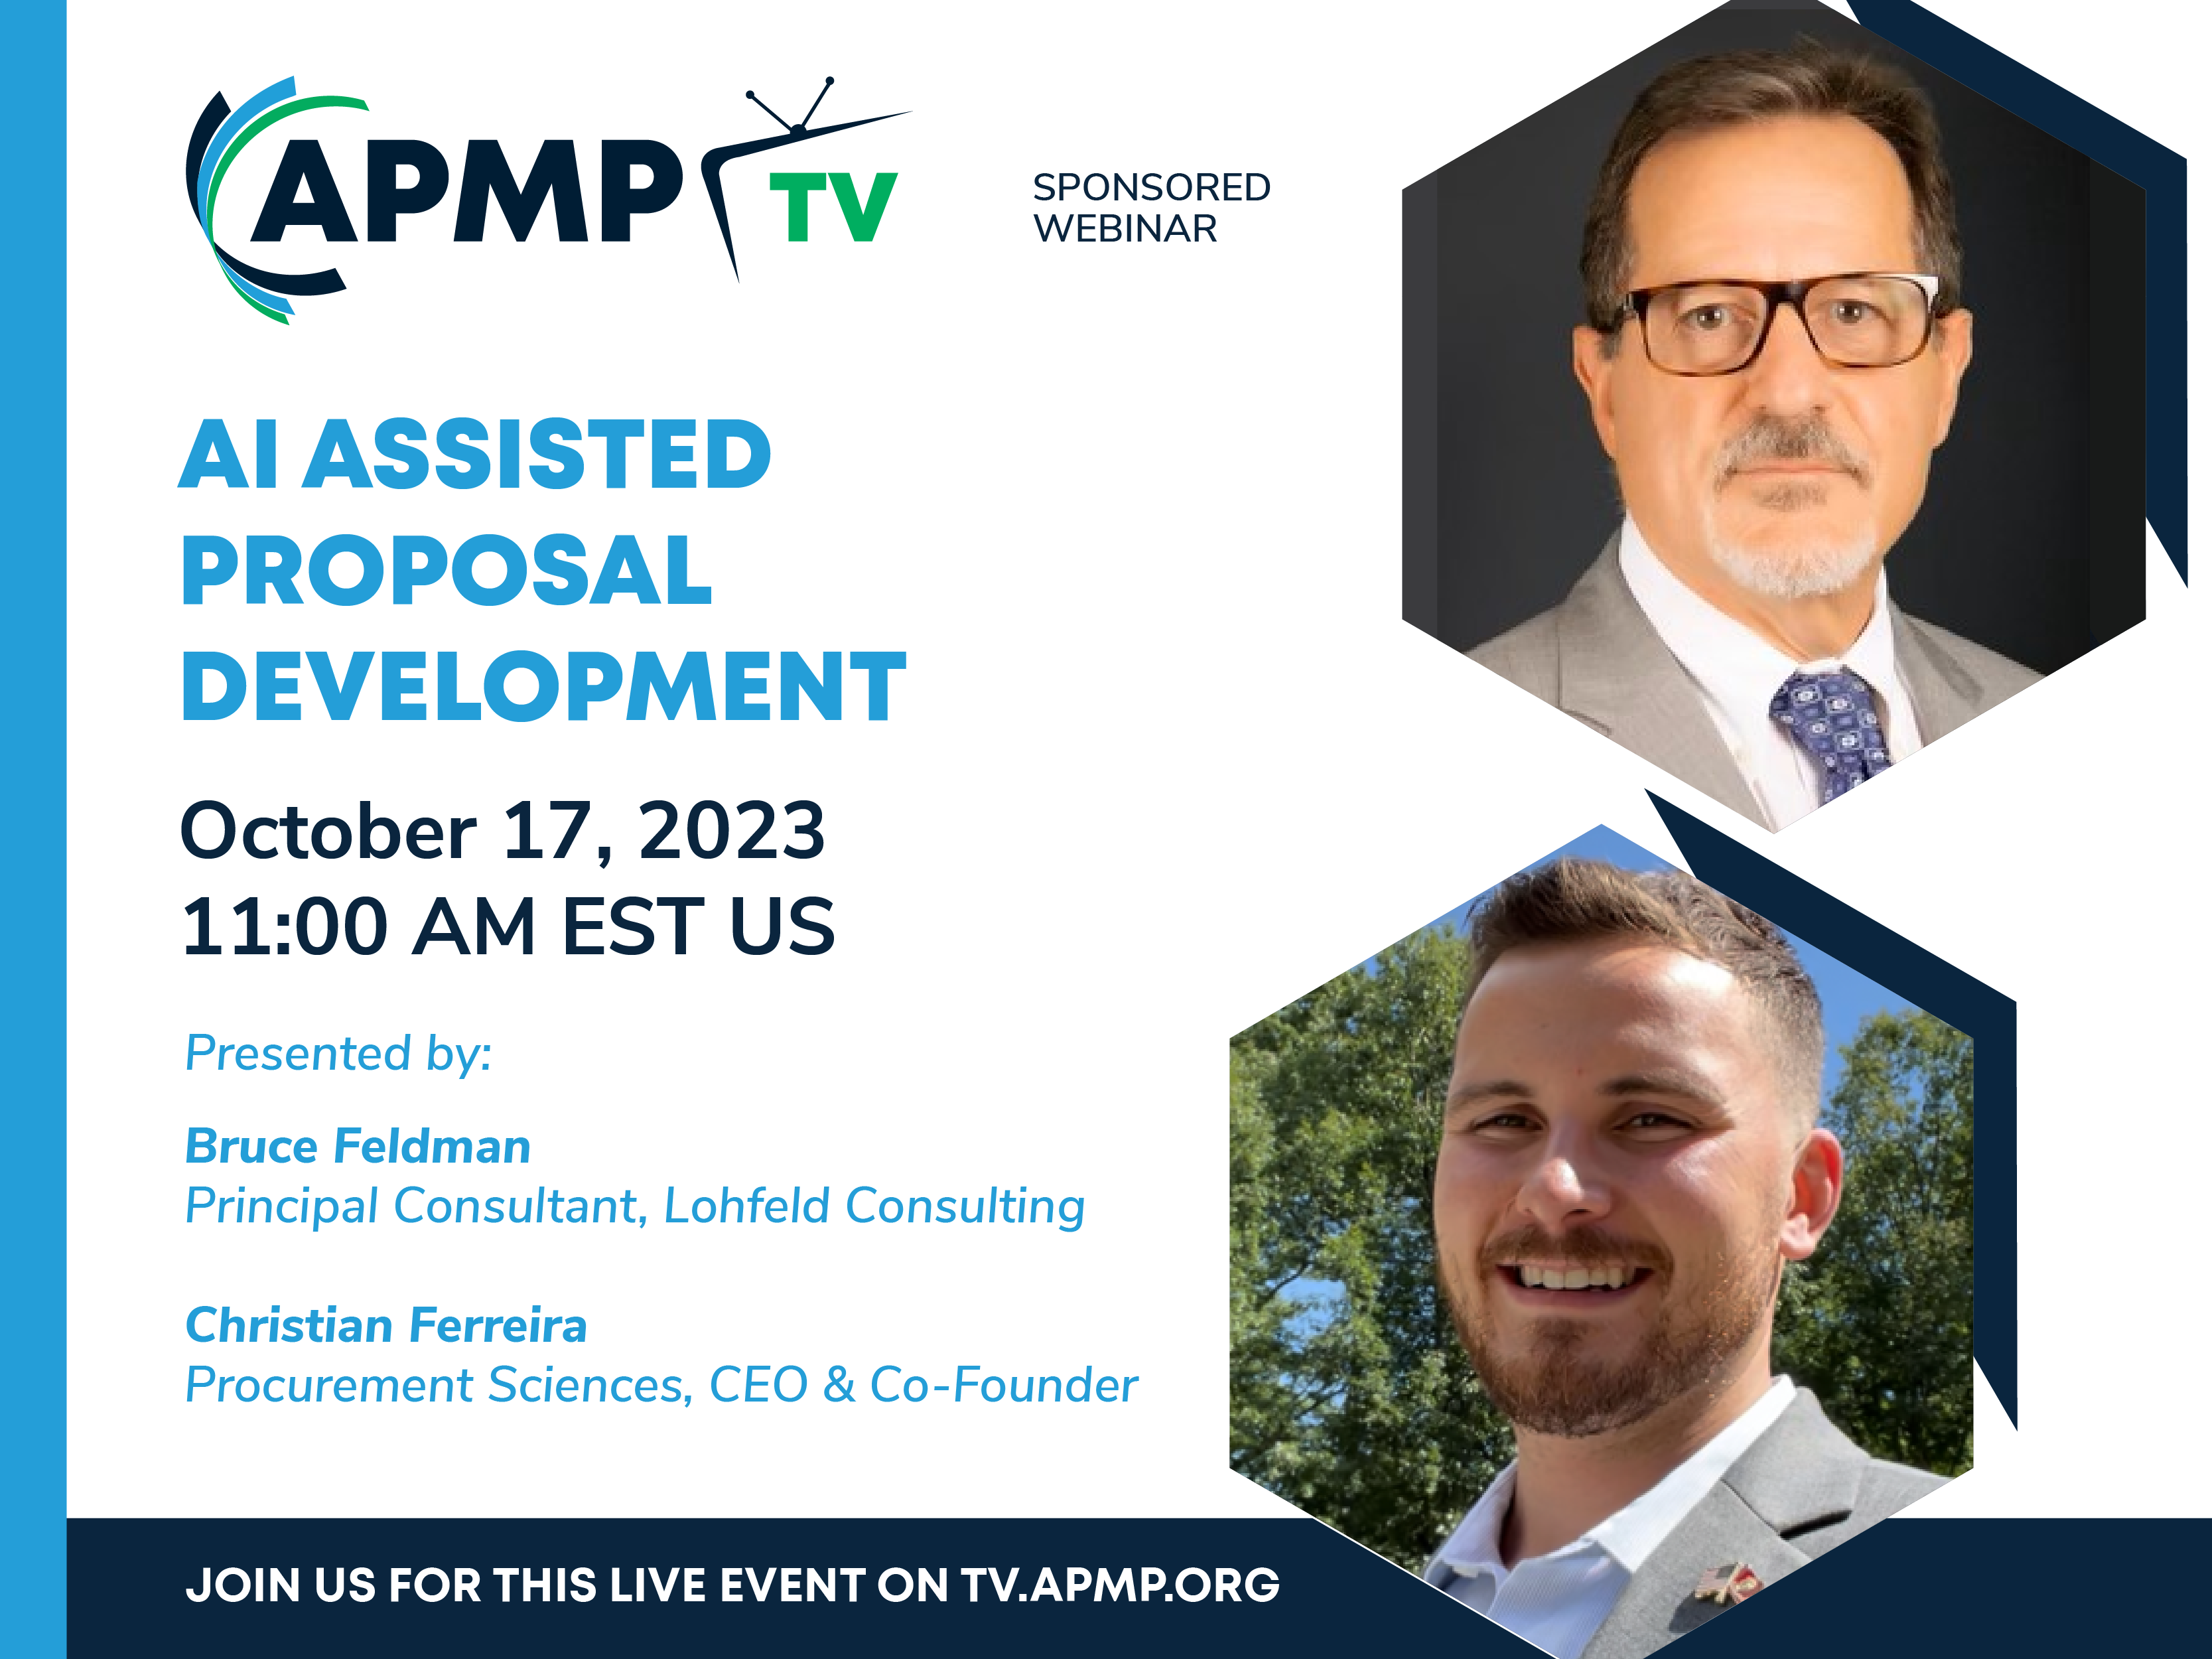 APMP TV
SPONSORED
WEBINAR
AI ASSISTED
PROPOSAL
DEVELOPMENT
October 17, 2023
11:00 AM EST US
Presented by:
Bruce Feldman
Principal Consultant, Lohfeld Consulting
Christian Ferreira
Procurement Sciences, CEO & Co-Founder
JOIN US FOR THIS LIVE EVENT ON TV.APMP.ORG